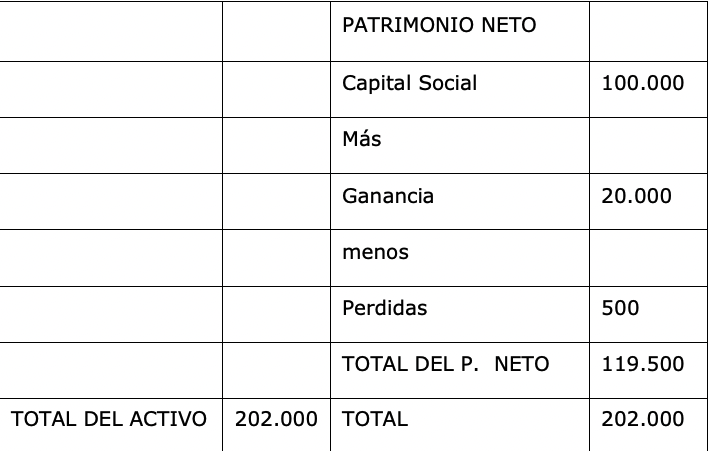 PATRIMONIO NETO
Capital Social 100.000
Más
Ganancia 20.000
menos
Perdidas 500
TOTAL DEL P. NETO 119.500
TOTAL DEL ACTIVO 202.000 TOTAL 202.000